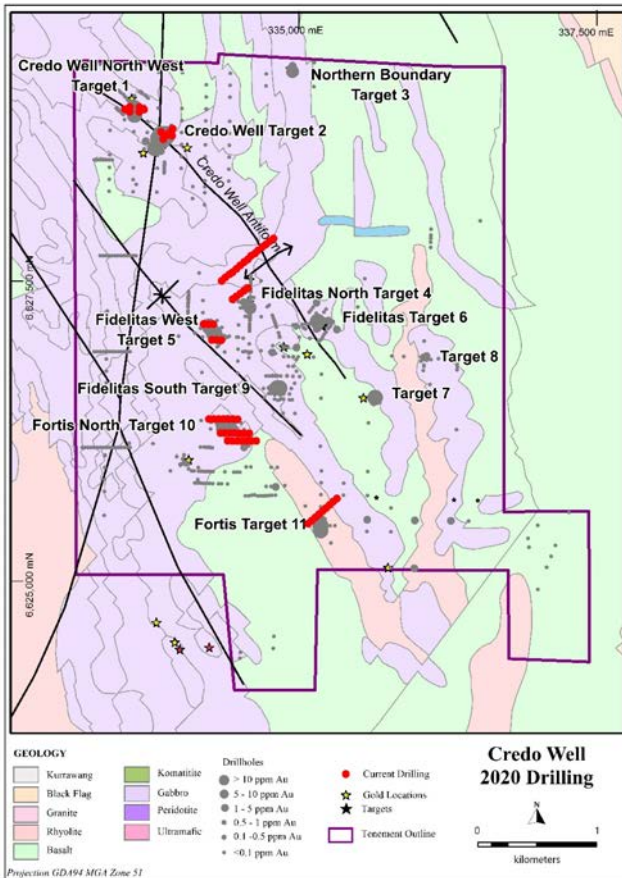 335,000 mE
337,500 mE
Credo Well North West
Target 1
Northern Boundary
Target 3
Credo Well Target 2
Credo Well Antiform
6,627,500 mN
Fidelitas North Target 4
Fidelitas West
Target 5
Fidelitas Target 6
Target 8
Fidelitas South Target 9
Target 7
Fortis North Target 10
Fortis Target 11
6,625,000 mN
GEOLOGY
Kurrawang
Black Flag
Granite
Rhyolite
Basalt
Komatitite
Gabbro
Peridotite
Ultramafic
Drillholes
> 10 ppm Au
5 - 10 ppm Au
1 - 5 ppm Au
0.5 - 1 ppm Au
0.1 -0.5 ppm Au
<0.1 ppm Au
Current Drilling
Gold Locations
Targets
Tenement Outline
Credo Well
2020 Drilling
N
0 1
kilometers
Projection GDA94 MGA Zone 51